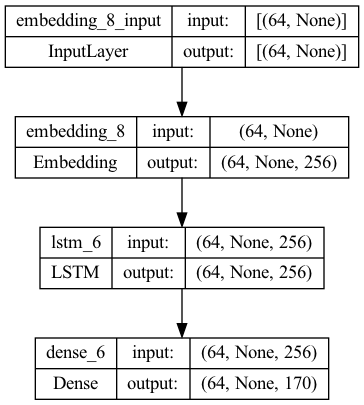 embedding_8_input input: [(64, None)]
InputLayer output: [(64, None)]
embedding_8 input: (64, None)
Embedding output: (64, None, 256)
lstm_6 input: (64, None, 256)
LSTM output: (64, None, 256)
dense_6 input: (64, None, 256)
Dense output: (64, None, 170)